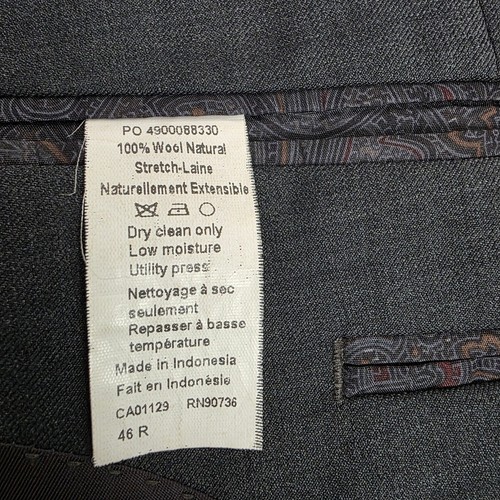 PO 4900088330
100% Wool Natural
Stretch-Laine
Naturellement Extensible
Dry clean only
Low moisture
Utility press
Nettoyage à sec
seulement
Repasser à basse
température
Made in Indonesia
Fait en Indonésie
CA01129 RN90736
46 R